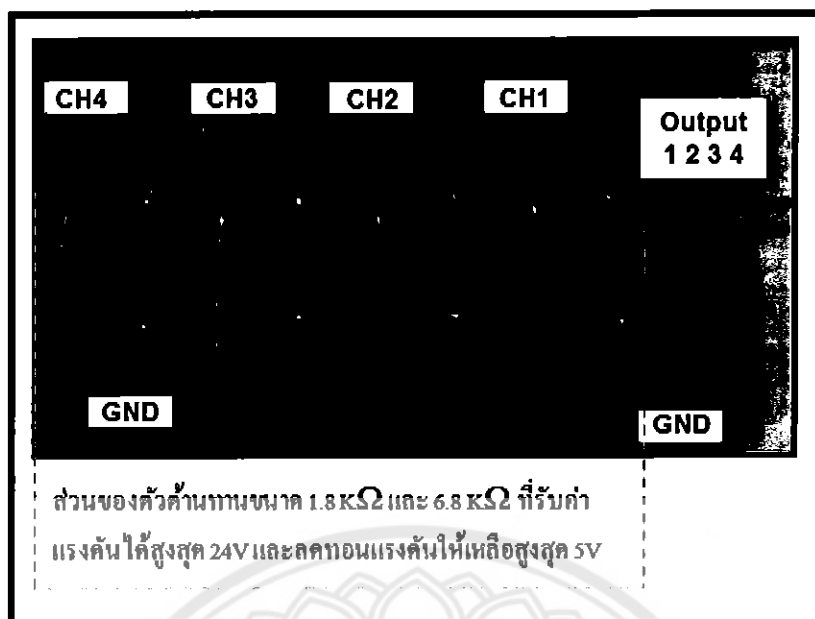 CH4 CH3 CH2 CH1
Output
1 2 3 4
GND
GND
ส่วนของตัวต้านทานขนาด 1.8 KΩ และ 6.8 KΩ ที่รับค่า
แรงดันได้สูงสุด 24V และลดทอนแรงดันให้เหลือสูงสุด 5V